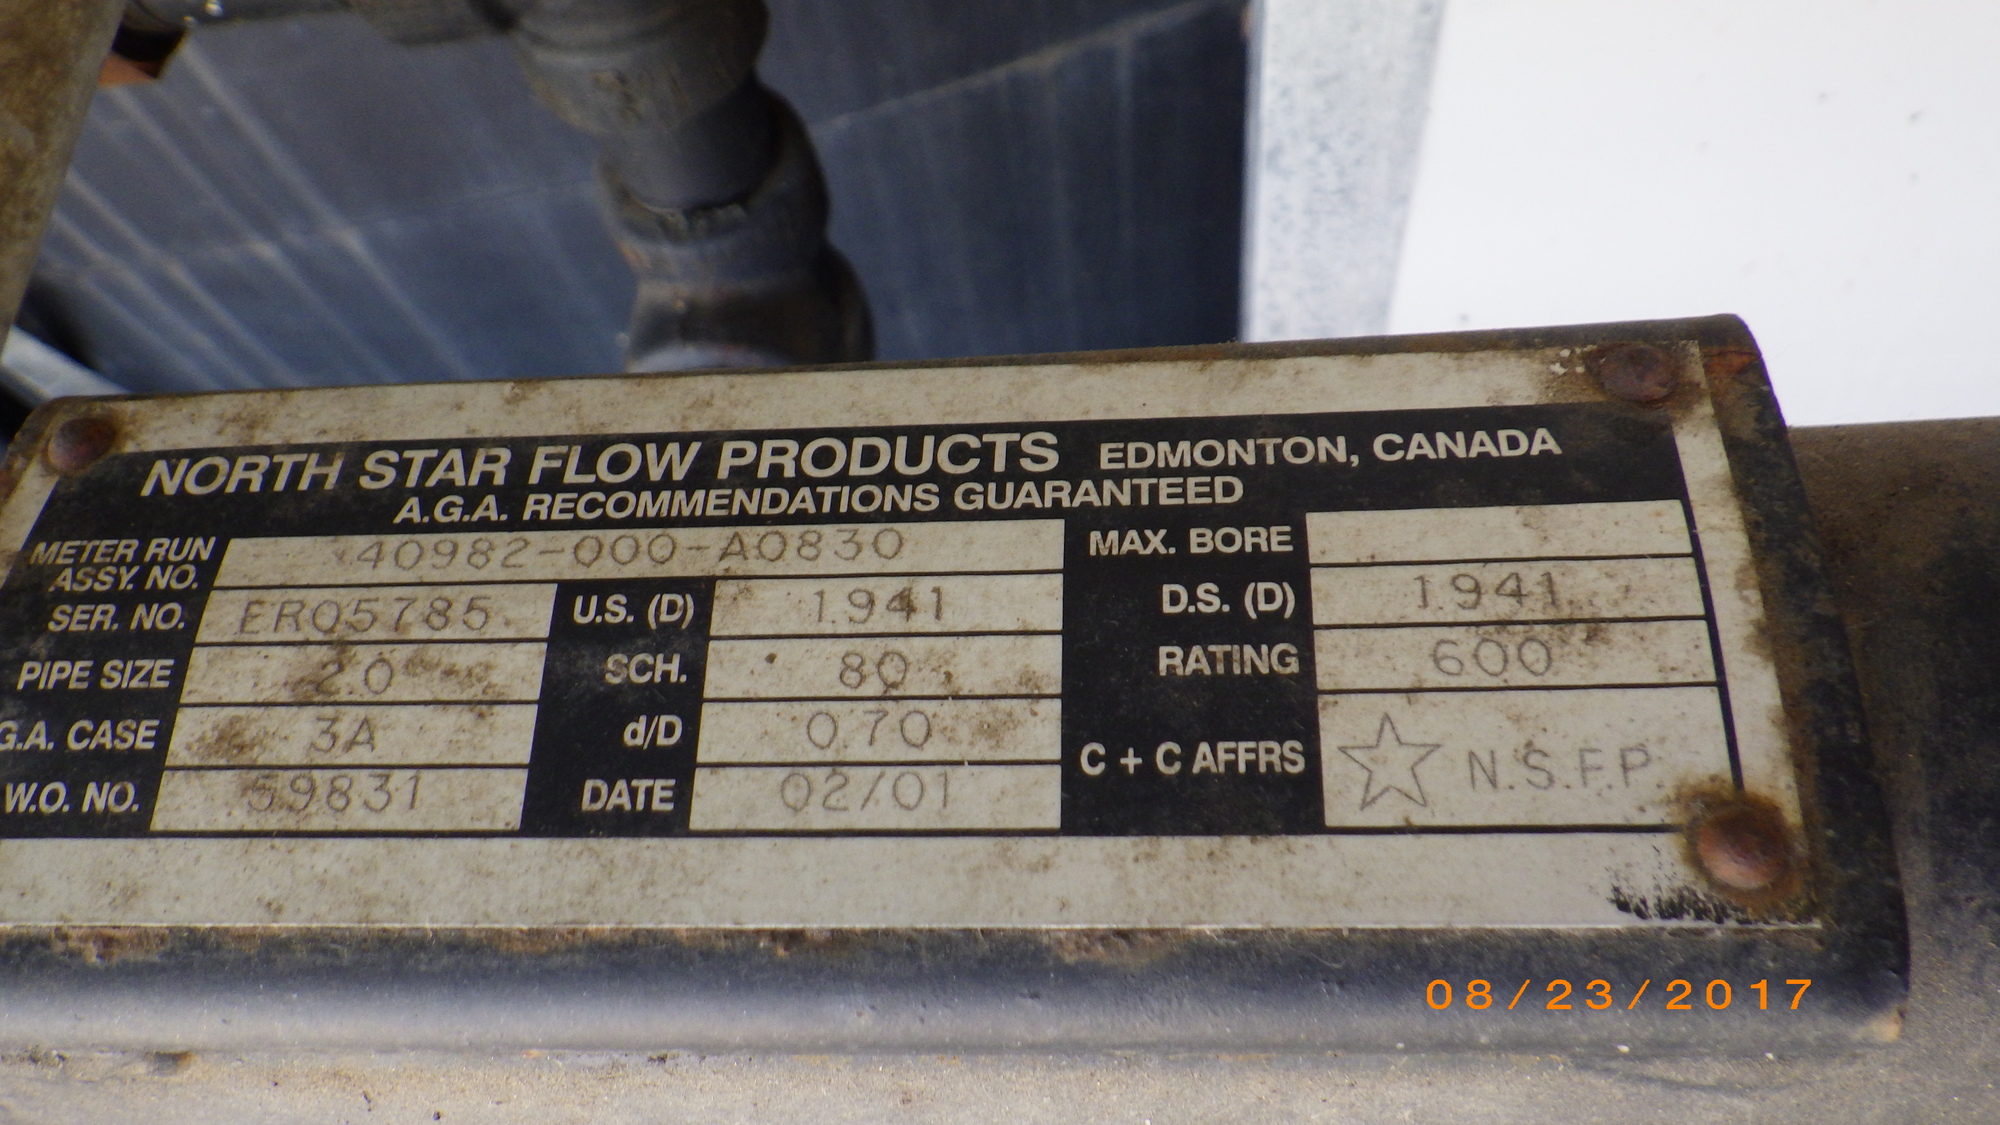 NORTH STAR FLOW PRODUCTS EDMONTON, CANADA
A.G.A. RECOMMENDATIONS GUARANTEED
METER RUN ASSY. NO. 40982-000-A0830 MAX. BORE
SER. NO. ER05785 U.S. (D) 1.941 D.S. (D) 1.941
PIPE SIZE 2.0 SCH. 80 RATING 600
G.A. CASE 3A d/D 0.70 C + C AFFRS ☆ N.S.F.P.
W.O. NO. 59831 DATE 02/01
08/23/2017